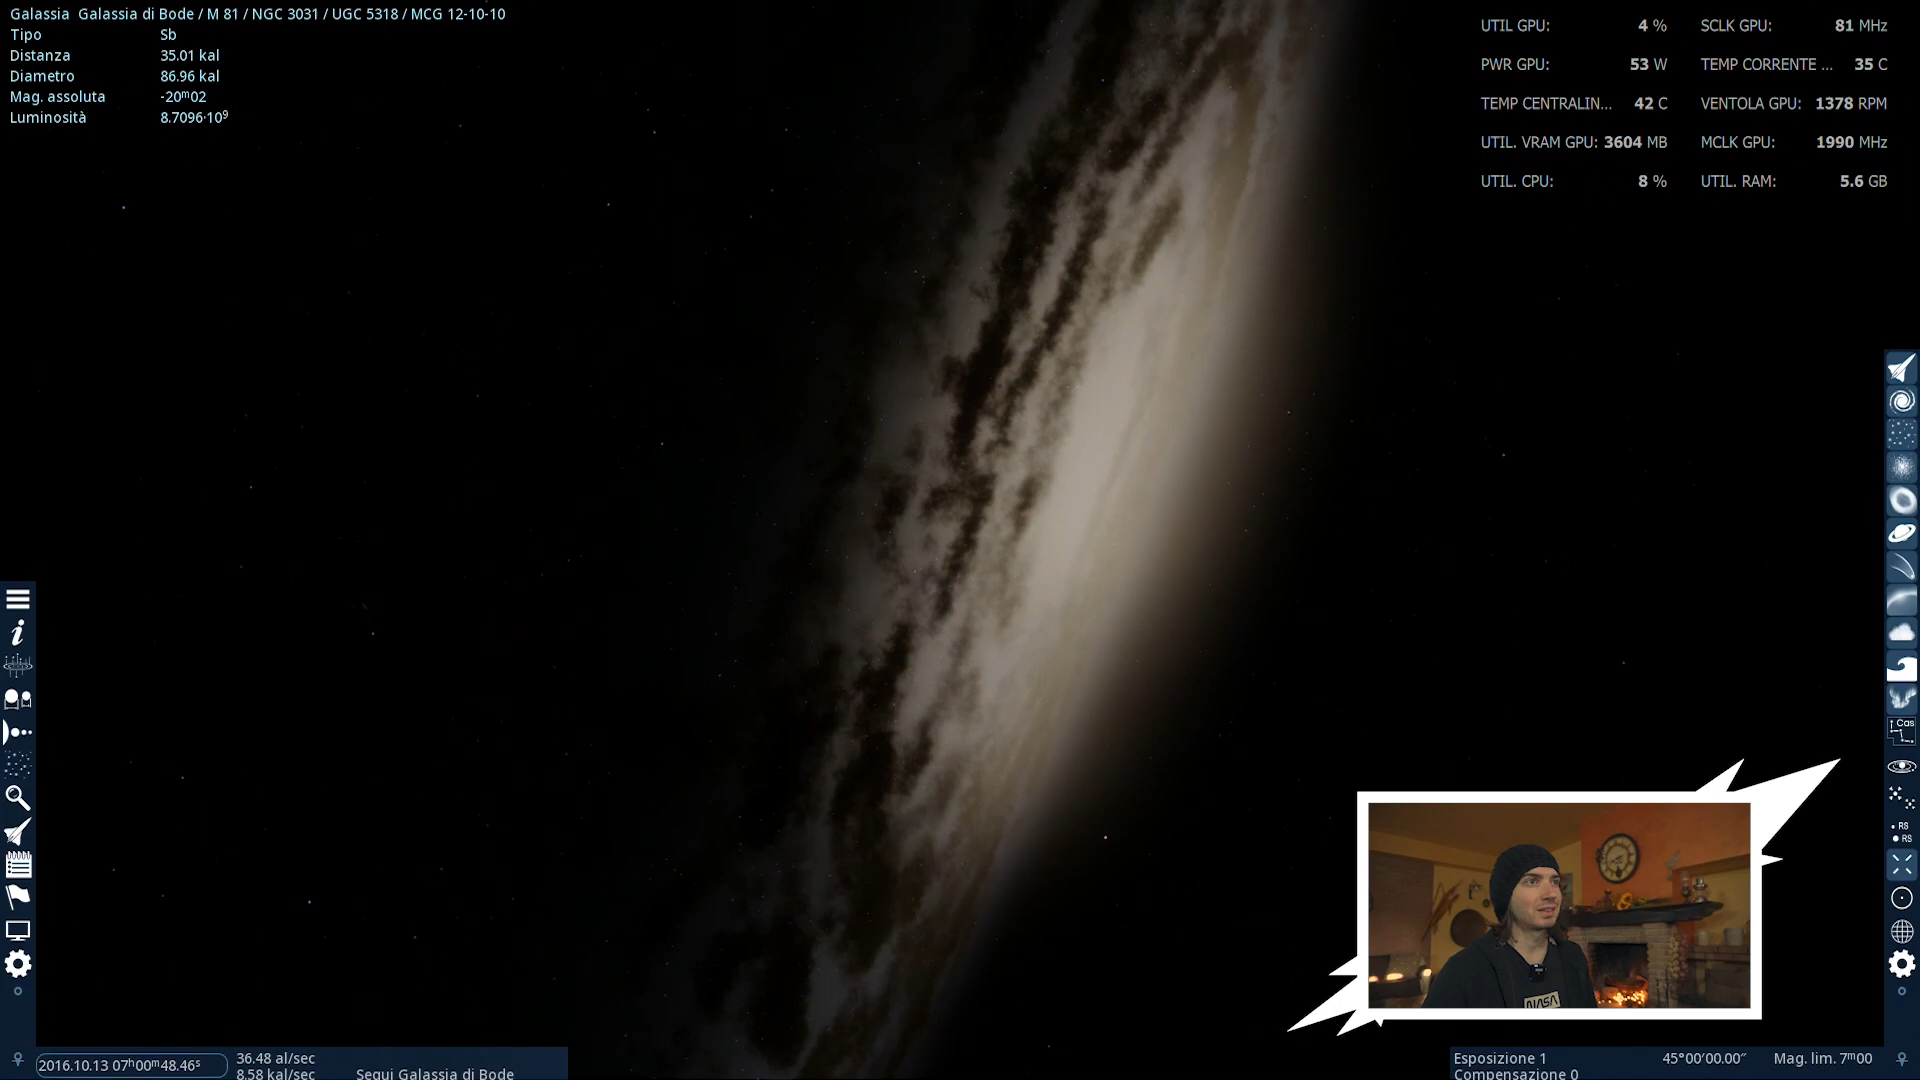 Galassia Galassia di Bode / M 81 / NGC 3031 / UGC 5318 / MCG 12-10-10
Tipo Sb
Distanza 35.01 kal
Diametro 86.96 kal
Mag. assoluta -20ᵐ02
Luminosità 8.7096·10⁹
UTIL GPU: 4 % SCLK GPU: 81 MHz
PWR GPU: 53 W TEMP CORRENTE ... 35 C
TEMP CENTRALIN... 42 C VENTOLA GPU: 1378 RPM
UTIL. VRAM GPU: 3604 MB MCLK GPU: 1990 MHz
UTIL. CPU: 8 % UTIL. RAM: 5.6 GB
Cas
RS
RS
NASA
2016.10.13 07ʰ00ᵐ48.46ˢ
36.48 al/sec
8.58 kal/sec Segui Galassia di Bode
Esposizione 1 45°00′00.00″ Mag. lim. 7ᵐ00
Compensazione 0